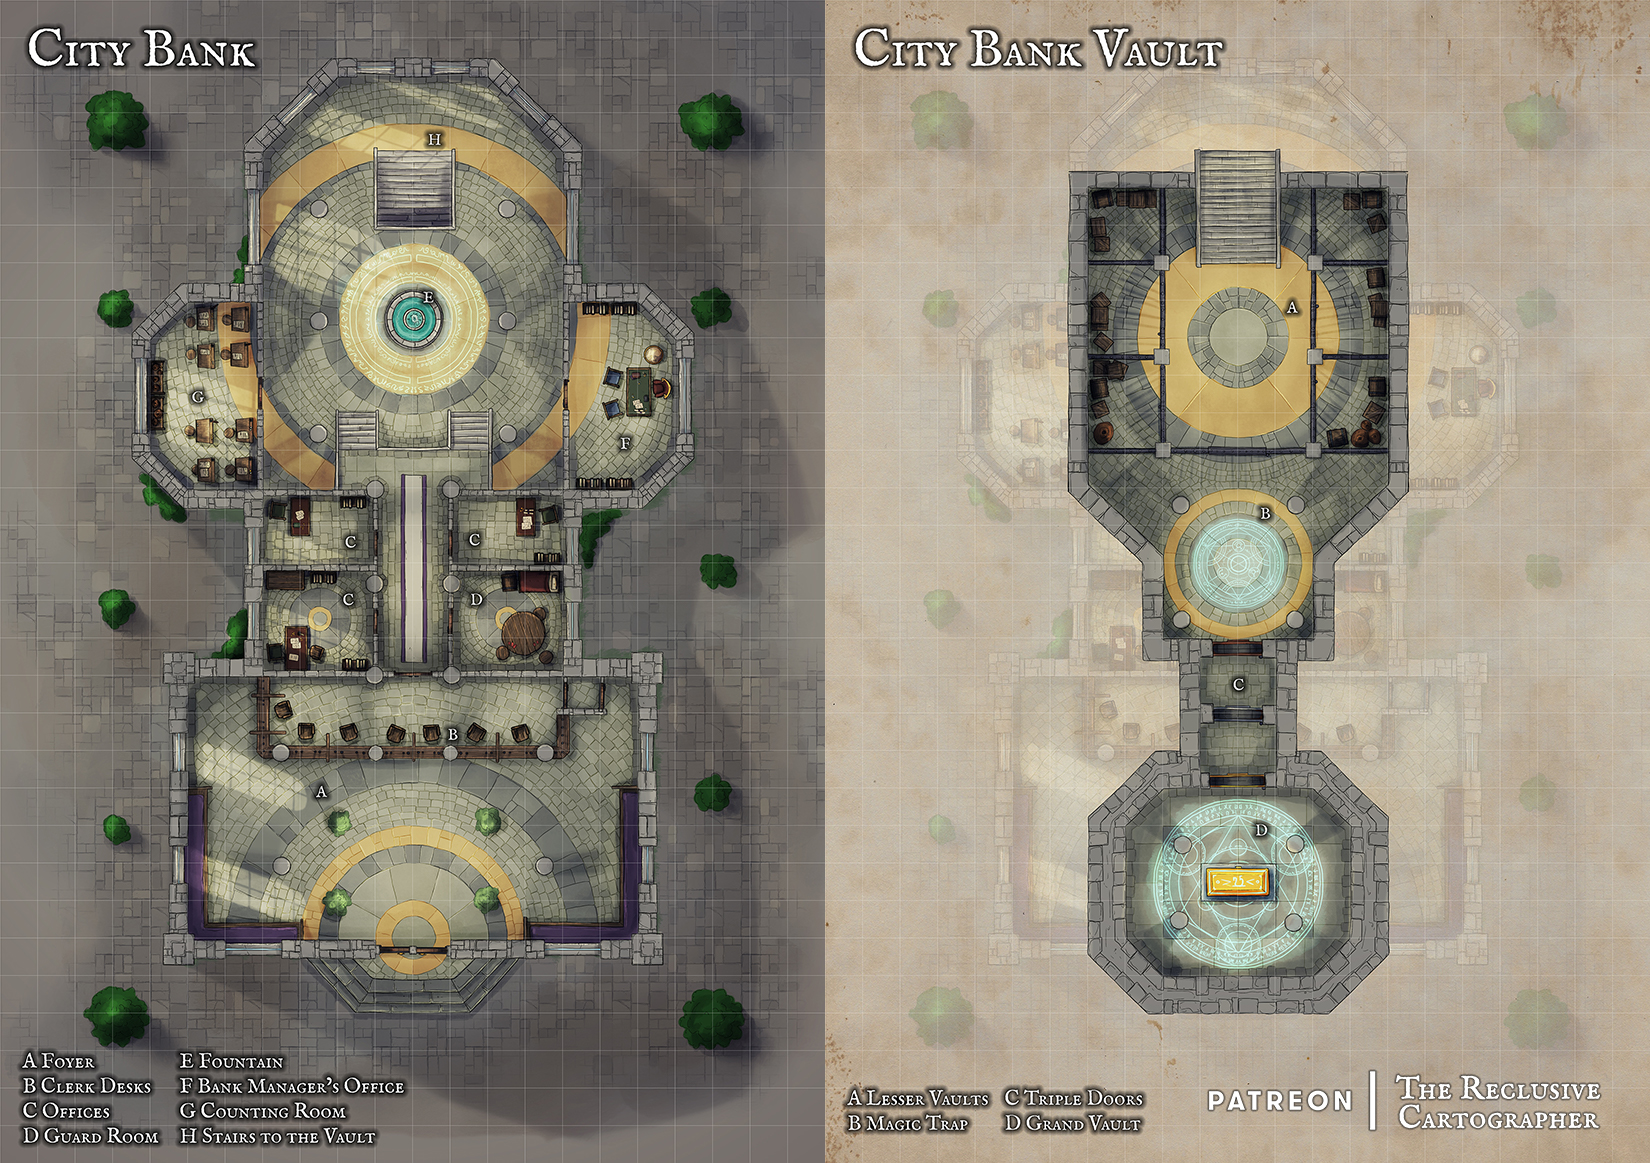 City Bank
H
E
G
F
C
C
C
D
B
A
A Foyer
B Clerk Desks
C Offices
D Guard Room
E Fountain
F Bank Manager's Office
G Counting Room
H Stairs to the Vault
City Bank Vault
A
B
C
D
A Lesser Vaults
B Magic Trap
C Triple Doors
D Grand Vault
PATREON
The Reclusive
Cartographer